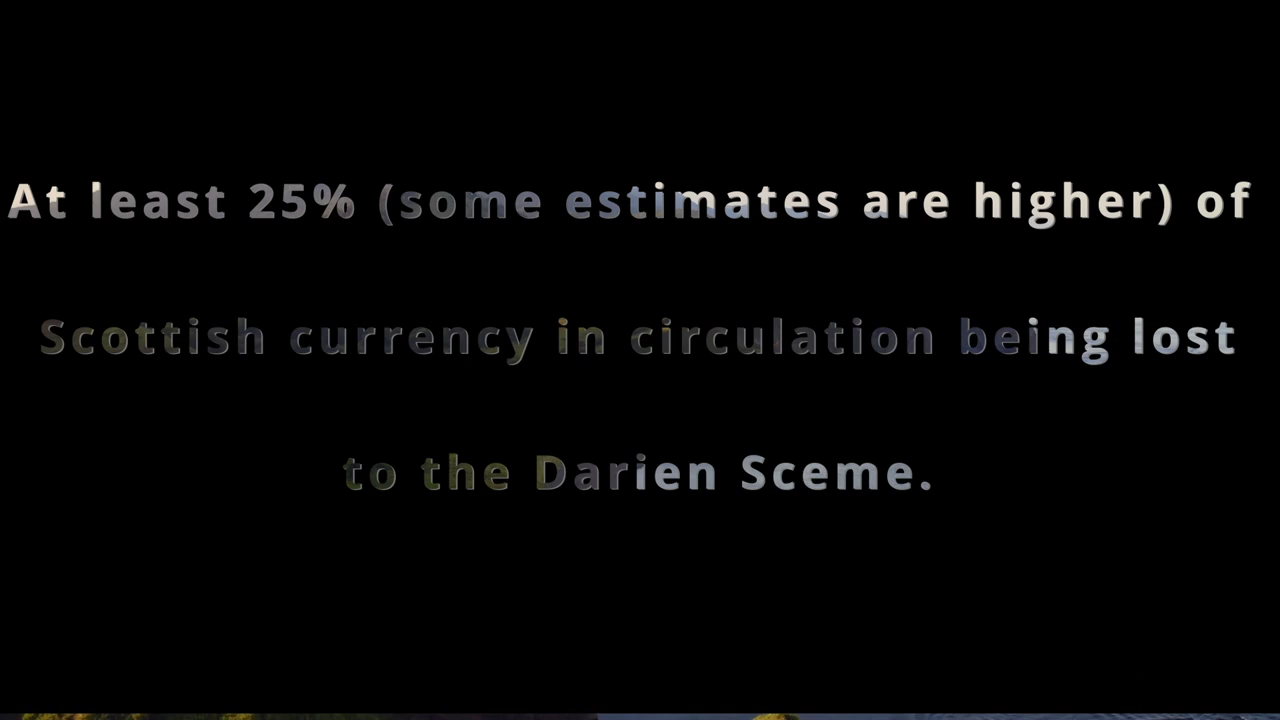 At least 25% (some estimates are higher) of
Scottish currency in circulation being lost
to the Darien Sceme.